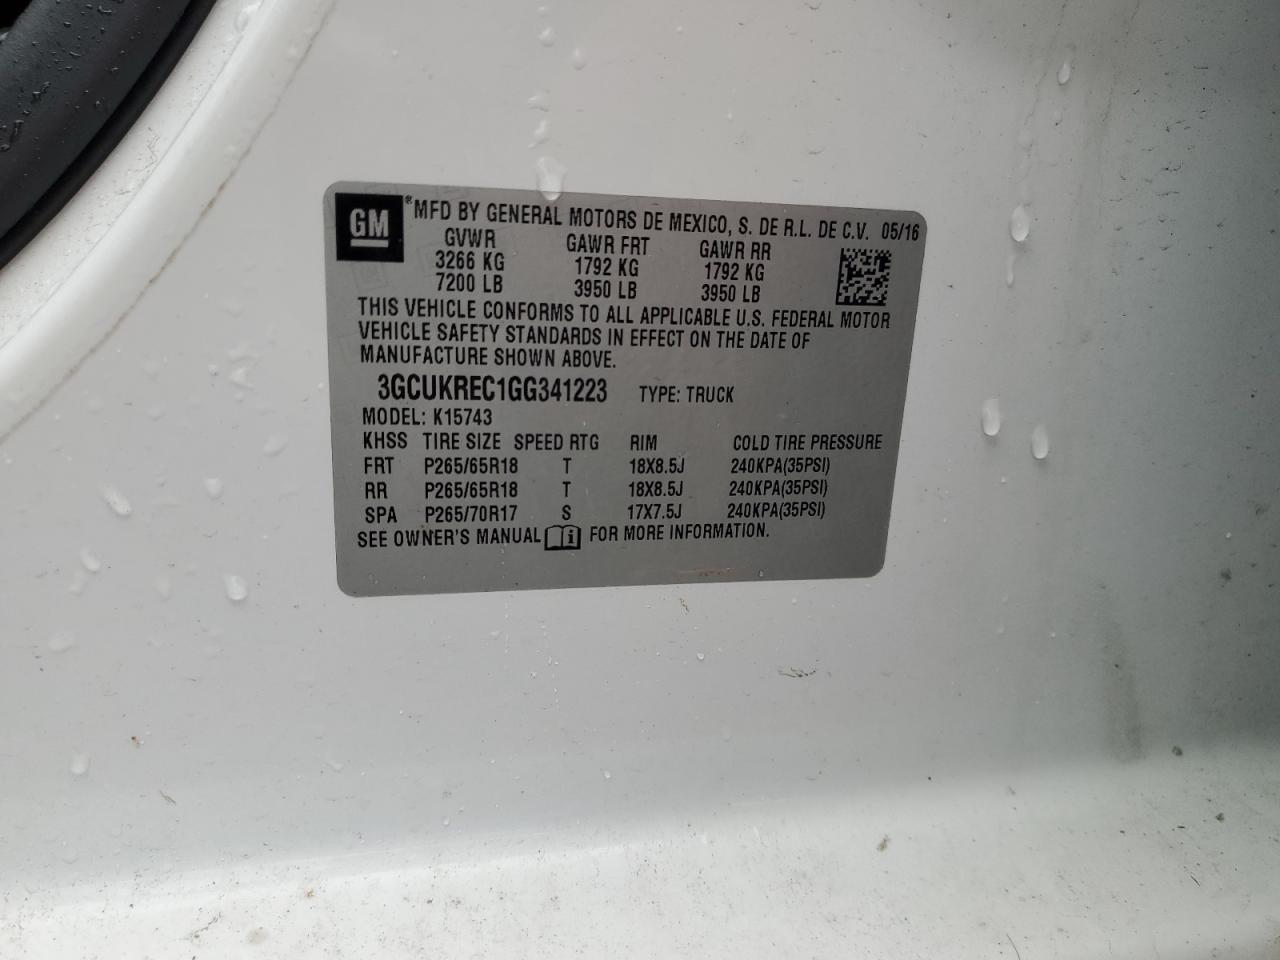 GM ®MFD BY GENERAL MOTORS DE MEXICO, S. DE R.L. DE C.V. 05/16
GVWR GAWR FRT GAWR RR
3266 KG 1792 KG 1792 KG
7200 LB 3950 LB 3950 LB
THIS VEHICLE CONFORMS TO ALL APPLICABLE U.S. FEDERAL MOTOR
VEHICLE SAFETY STANDARDS IN EFFECT ON THE DATE OF
MANUFACTURE SHOWN ABOVE.
3GCUKREC1GG341223 TYPE: TRUCK
MODEL: K15743
KHSS TIRE SIZE SPEED RTG RIM COLD TIRE PRESSURE
FRT P265/65R18 T 18X8.5J 240KPA(35PSI)
RR P265/65R18 T 18X8.5J 240KPA(35PSI)
SPA P265/70R17 S 17X7.5J 240KPA(35PSI)
SEE OWNER'S MANUAL i FOR MORE INFORMATION.